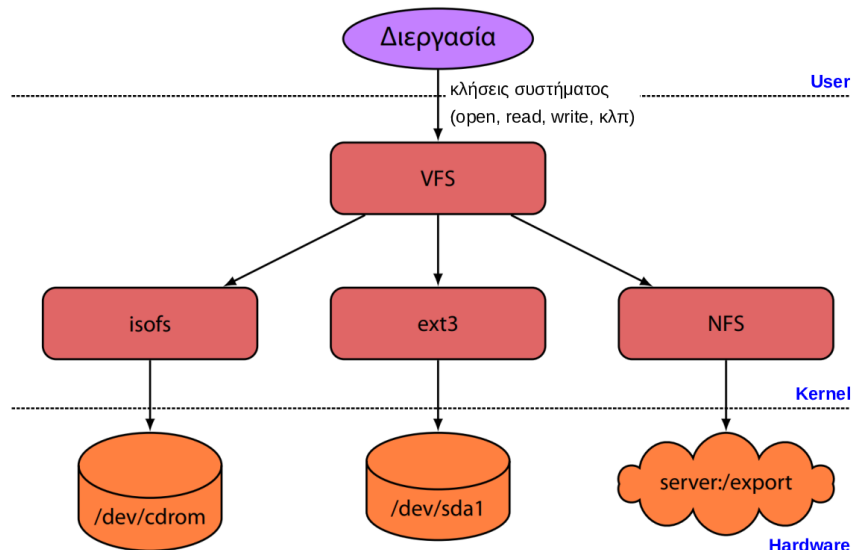 Διεργασία
User
κλήσεις συστήματος
(open, read, write, κλπ)
VFS
isofs
ext3
NFS
Kernel
/dev/cdrom
/dev/sda1
server:/export
Hardware